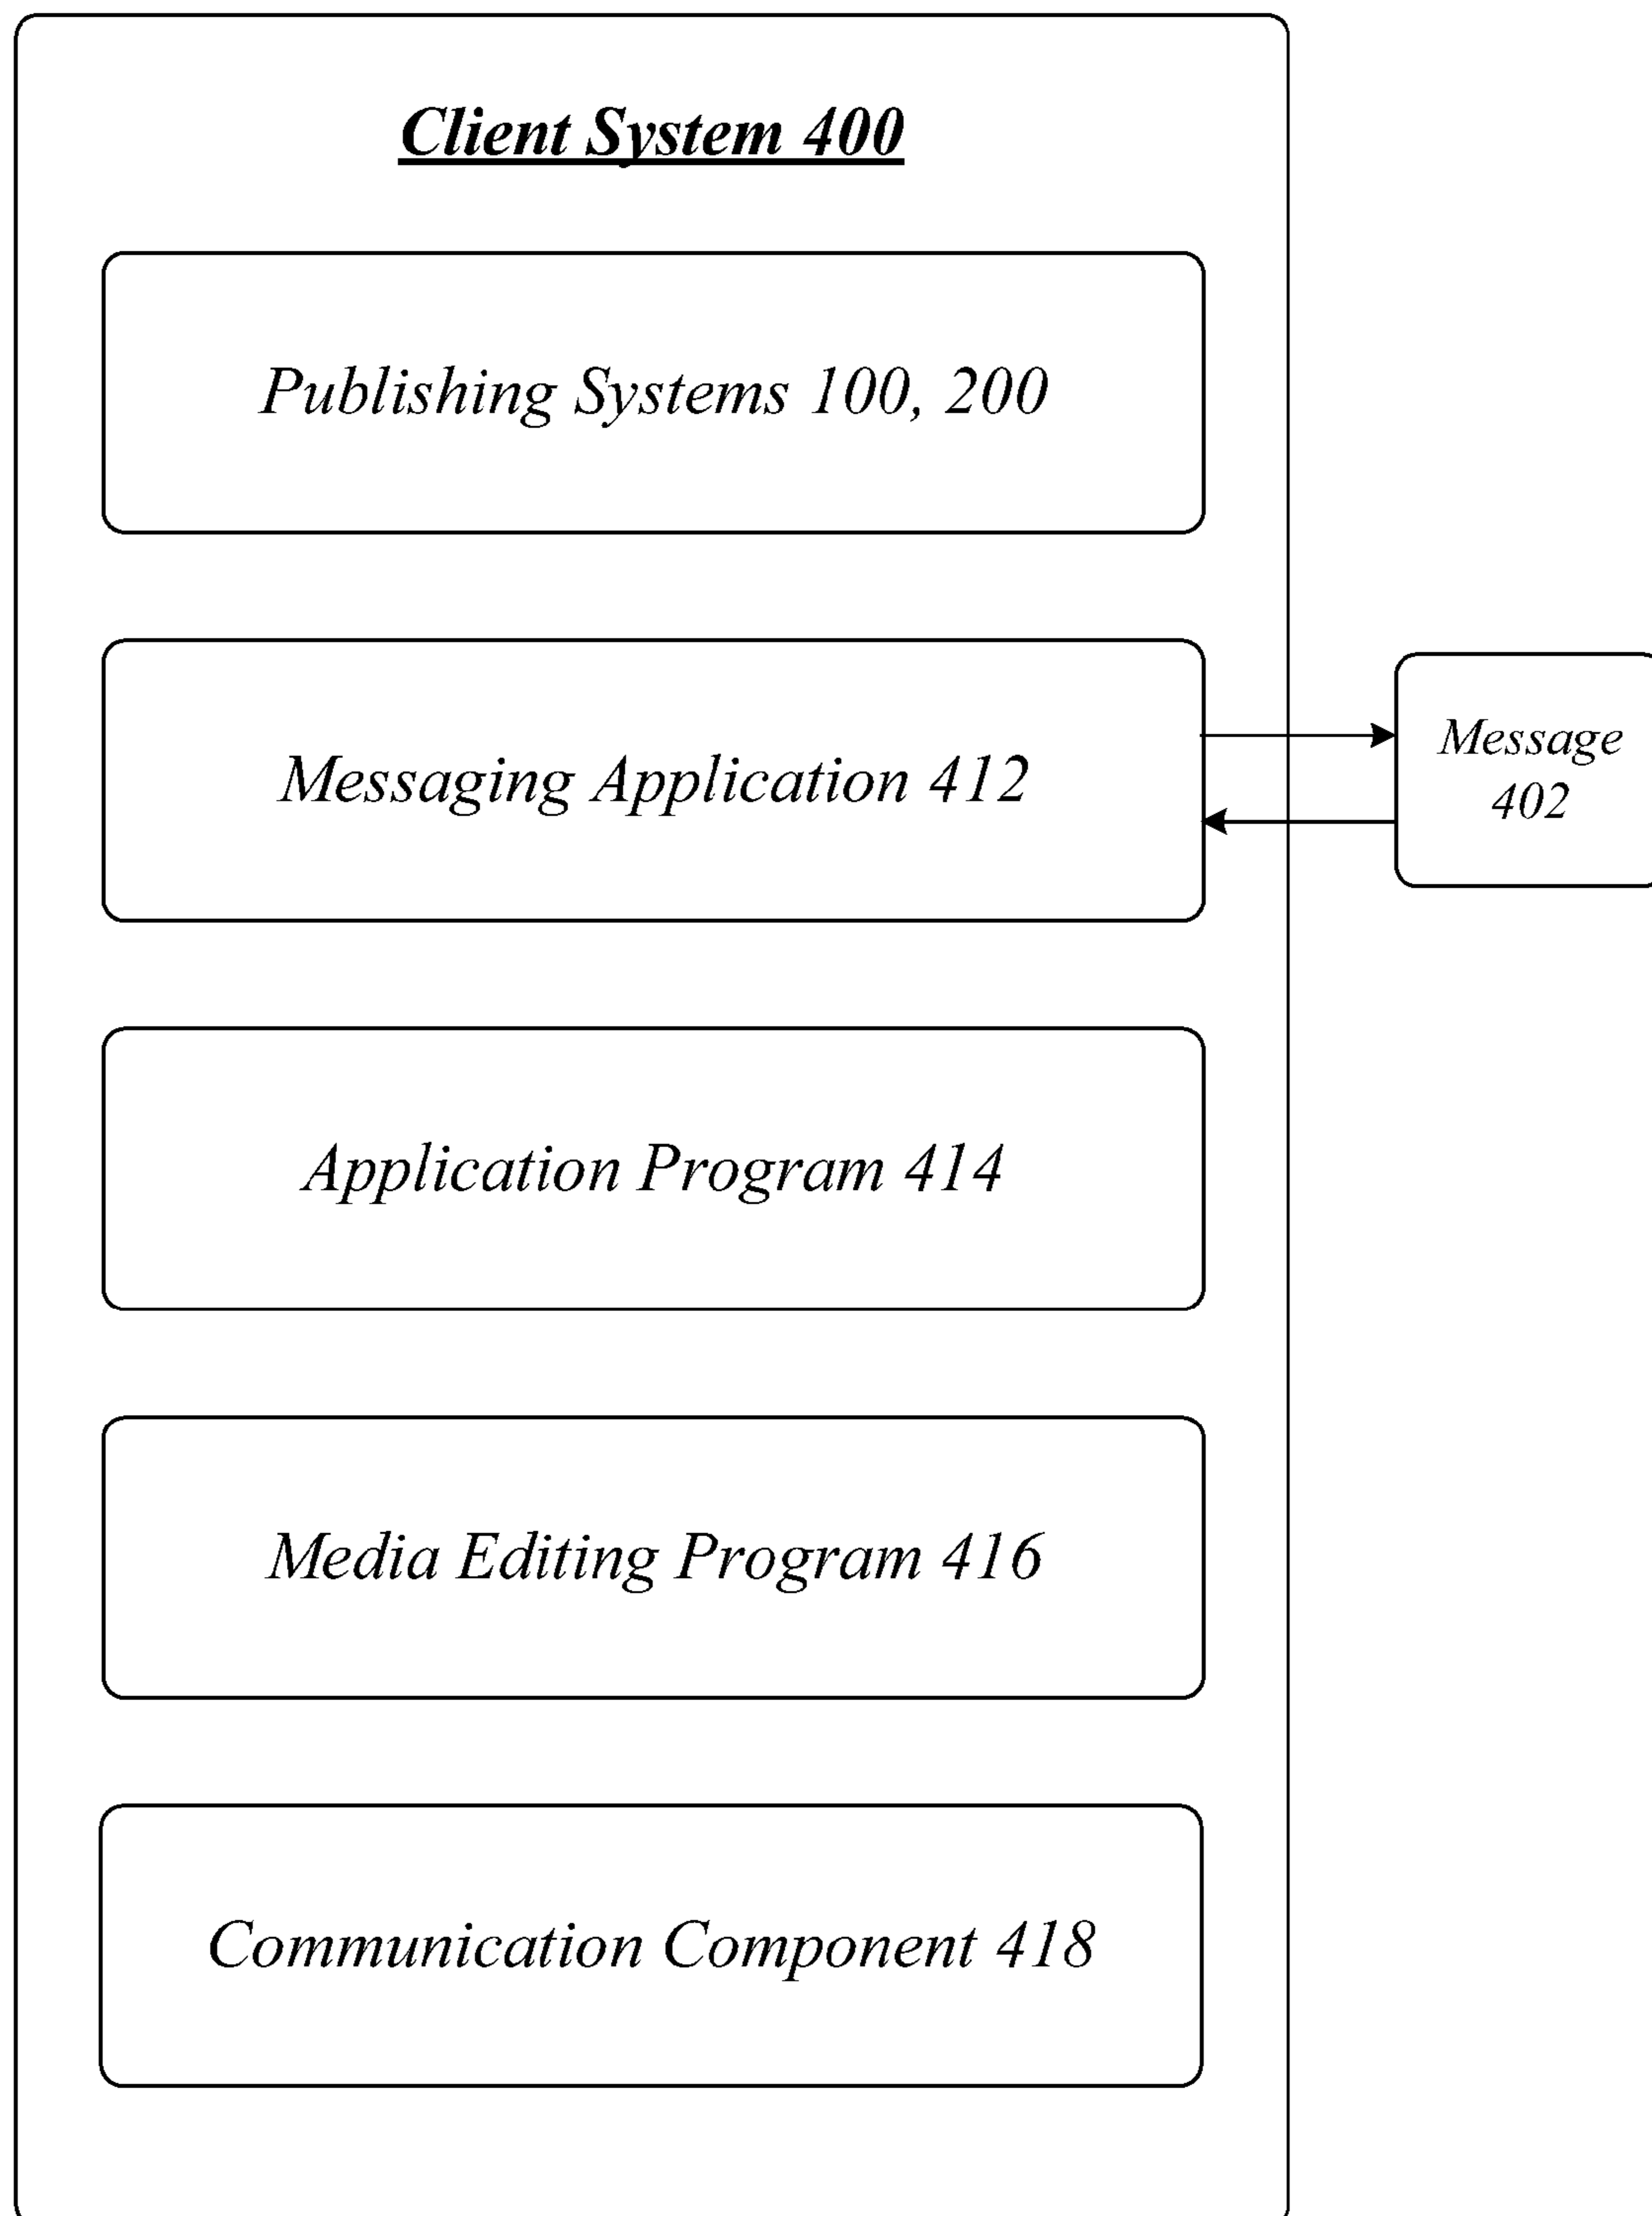 Client System 400
Publishing Systems 100, 200
Messaging Application 412
Message
402
Application Program 414
Media Editing Program 416
Communication Component 418